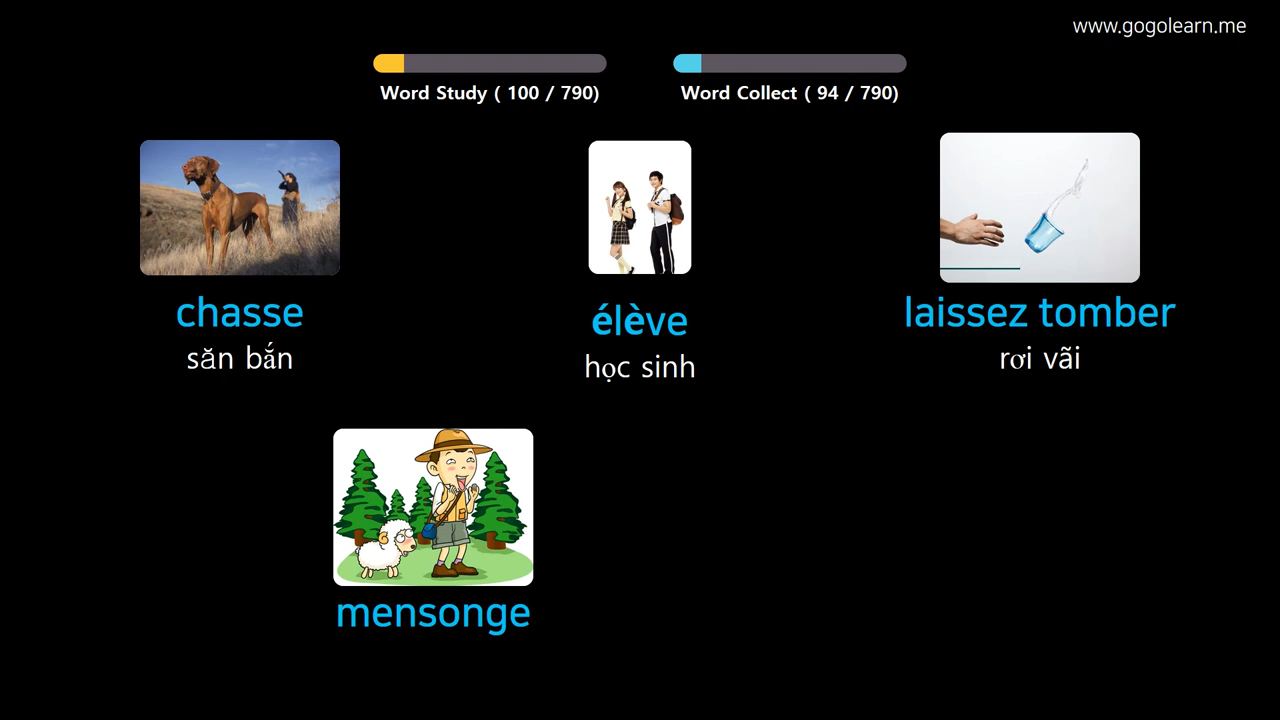 www.gogolearn.me
Word Study ( 100 / 790)
Word Collect ( 94 / 790)
chasse
săn bắn
élève
học sinh
laissez tomber
rơi vãi
mensonge